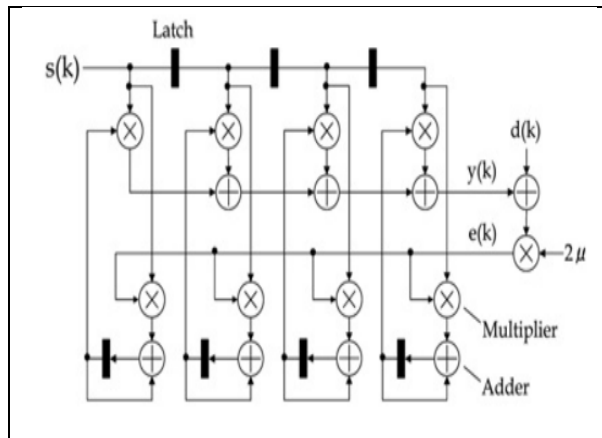 Latch
s(k)
d(k)
y(k)
e(k)
2μ
Multiplier
Adder